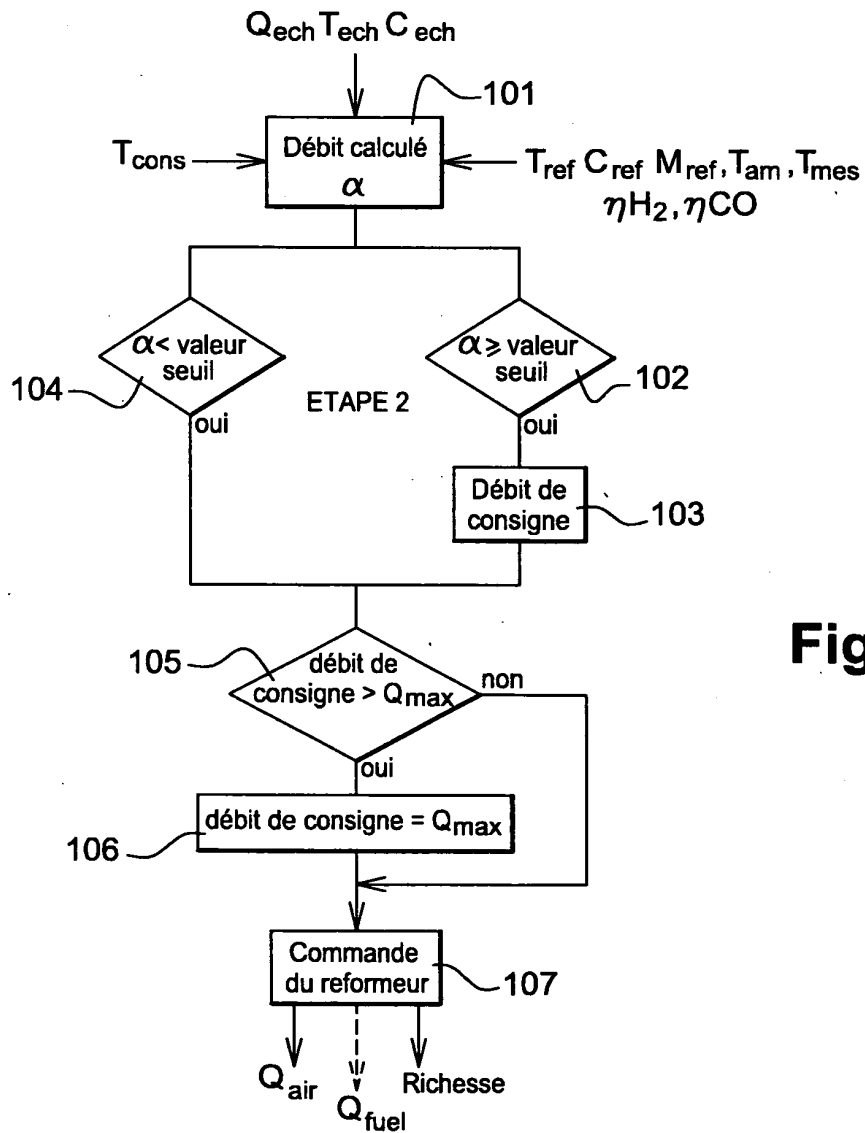 Qech Tech Cech
101
Débit calculé
α
Tcons
Tref Cref Mref, Tam, Tmes
ηH2, ηCO
α< valeur
seuil
104
oui
ETAPE 2
α≥ valeur
seuil
102
oui
Débit de
consigne
103
105
débit de
consigne > Qmax
non
oui
débit de consigne = Qmax
106
Commande
du reformeur
107
Qair
Qfuel
Richesse
Fig